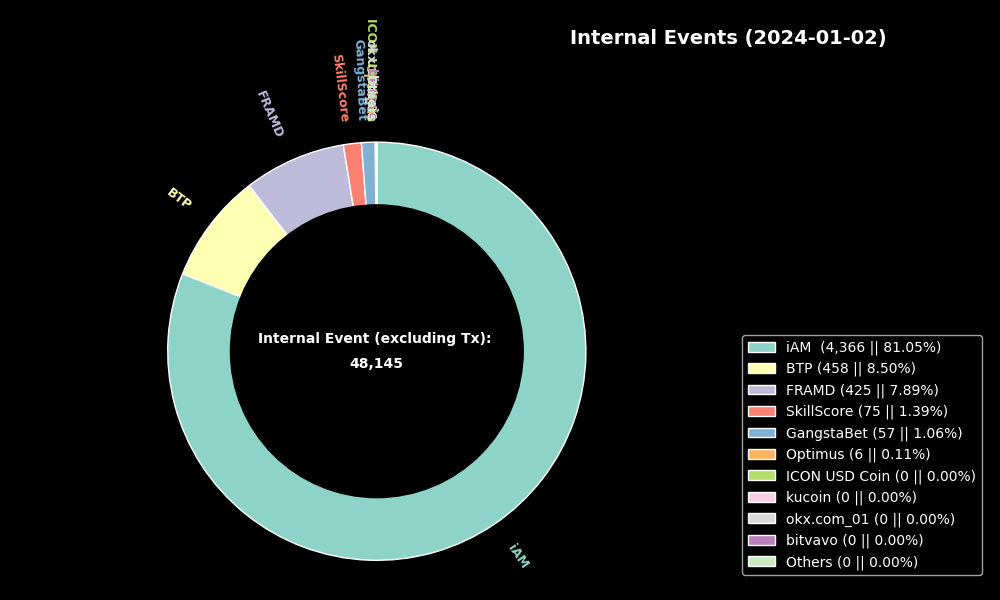 Internal Events (2024-01-02)
FRAMD
SkillScore
GangstaBet
BTP
Internal Event (excluding Tx):
48,145
iAM
iAM  (4,366 || 81.05%)
BTP (458 || 8.50%)
FRAMD (425 || 7.89%)
SkillScore (75 || 1.39%)
GangstaBet (57 || 1.06%)
Optimus (6 || 0.11%)
ICON USD Coin (0 || 0.00%)
kucoin (0 || 0.00%)
okx.com_01 (0 || 0.00%)
bitvavo (0 || 0.00%)
Others (0 || 0.00%)